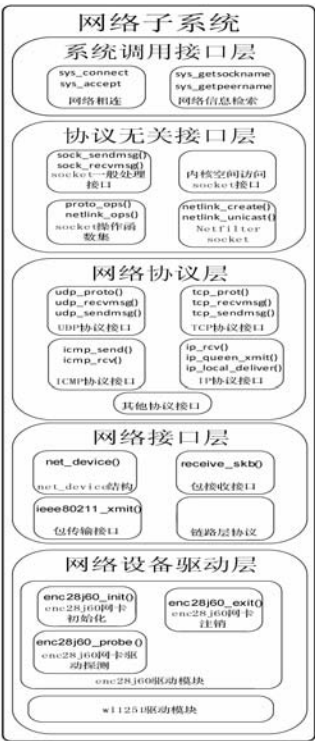 网络子系统
系统调用接口层
sys_connect
sys_accept
网络相连
sys_getsockname
sys_getpeername
网络信息检索
协议无关接口层
sock_sendmsg()
sock_recvmsg()
socket一般处理
接口
内核空间访问
socket接口
proto_ops()
netlink_ops()
socket操作函
数集
netlink_create()
netlink_unicast()
Netfilter
socket
网络协议层
udp_proto()
udp_recvmsg()
udp_sendmsg()
UDP协议接口
tcp_prot()
tcp_recvmsg()
tcp_sendmsg()
TCP协议接口
icmp_send()
icmp_rcv()
ICMP协议接口
ip_rcv()
ip_queen_xmit()
ip_local_deliver()
IP协议接口
其他协议接口
网络接口层
net_device()
net_device结构
receive_skb()
包接收接口
ieee80211_xmit()
包传输接口
链路层协议
网络设备驱动层
enc28j60_init()
enc28j60网卡
初始化
enc28j60_exit()
enc28j60网卡
注销
enc28j60_probe()
enc28j60网卡驱
动探测
enc28j60驱动模块
wl1251驱动模块